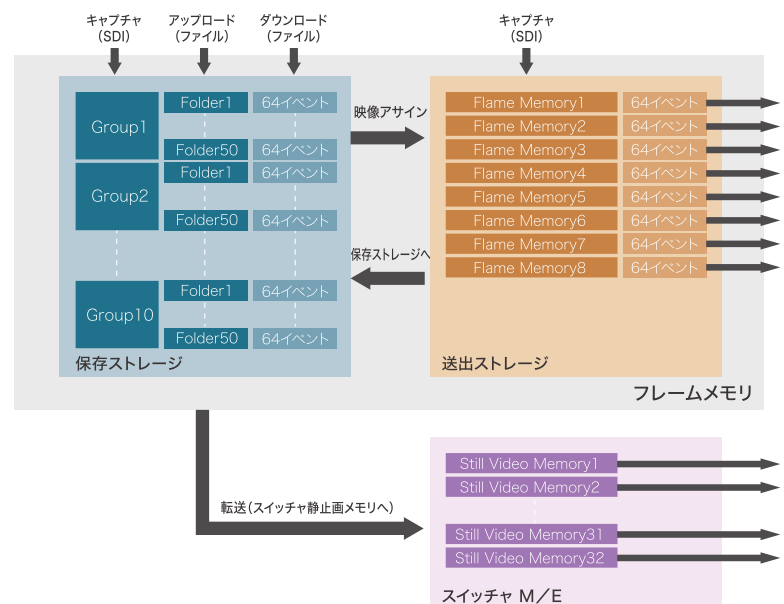 キャプチャ
(SDI)
アップロード
(ファイル)
ダウンロード
(ファイル)
キャプチャ
(SDI)
Group1
Folder1
64イベント
Folder50
64イベント
Group2
Folder1
64イベント
Folder50
64イベント
Group10
Folder1
64イベント
Folder50
64イベント
保存ストレージ
映像アサイン
保存ストレージへ
Flame Memory1
64イベント
Flame Memory2
64イベント
Flame Memory3
64イベント
Flame Memory4
64イベント
Flame Memory5
64イベント
Flame Memory6
64イベント
Flame Memory7
64イベント
Flame Memory8
64イベント
送出ストレージ
フレームメモリ
転送(スイッチャ静止画メモリへ)
Still Video Memory1
Still Video Memory2
Still Video Memory31
Still Video Memory32
スイッチャ M/E